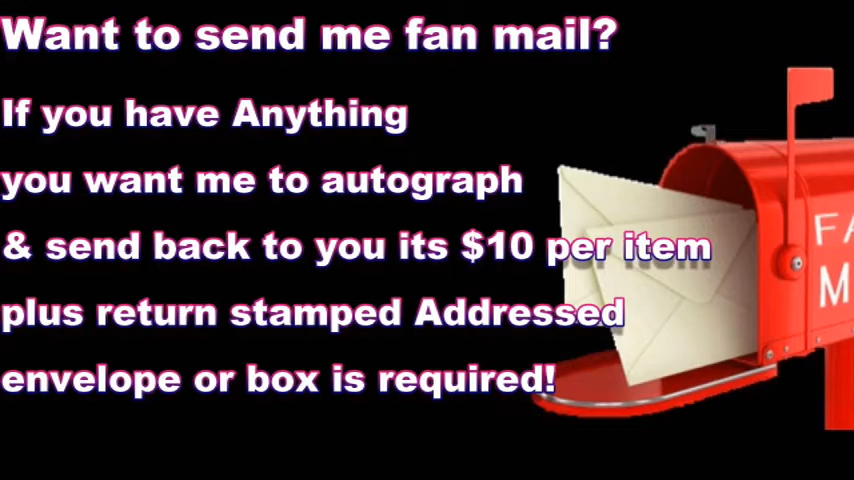 Want to send me fan mail?
If you have Anything
you want me to autograph
& send back to you its $10 per item
plus return stamped Addressed
envelope or box is required!